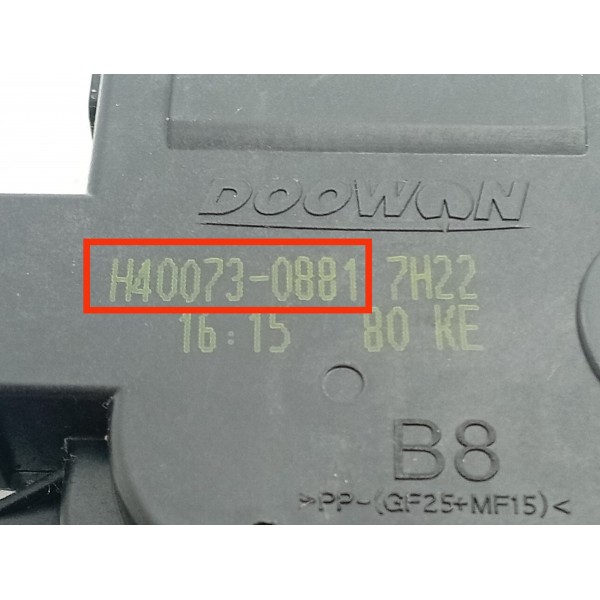 DOOWON
H40073-0881 7H22
16:15 80 KE
B8
>PP-(GF25+MF15)<